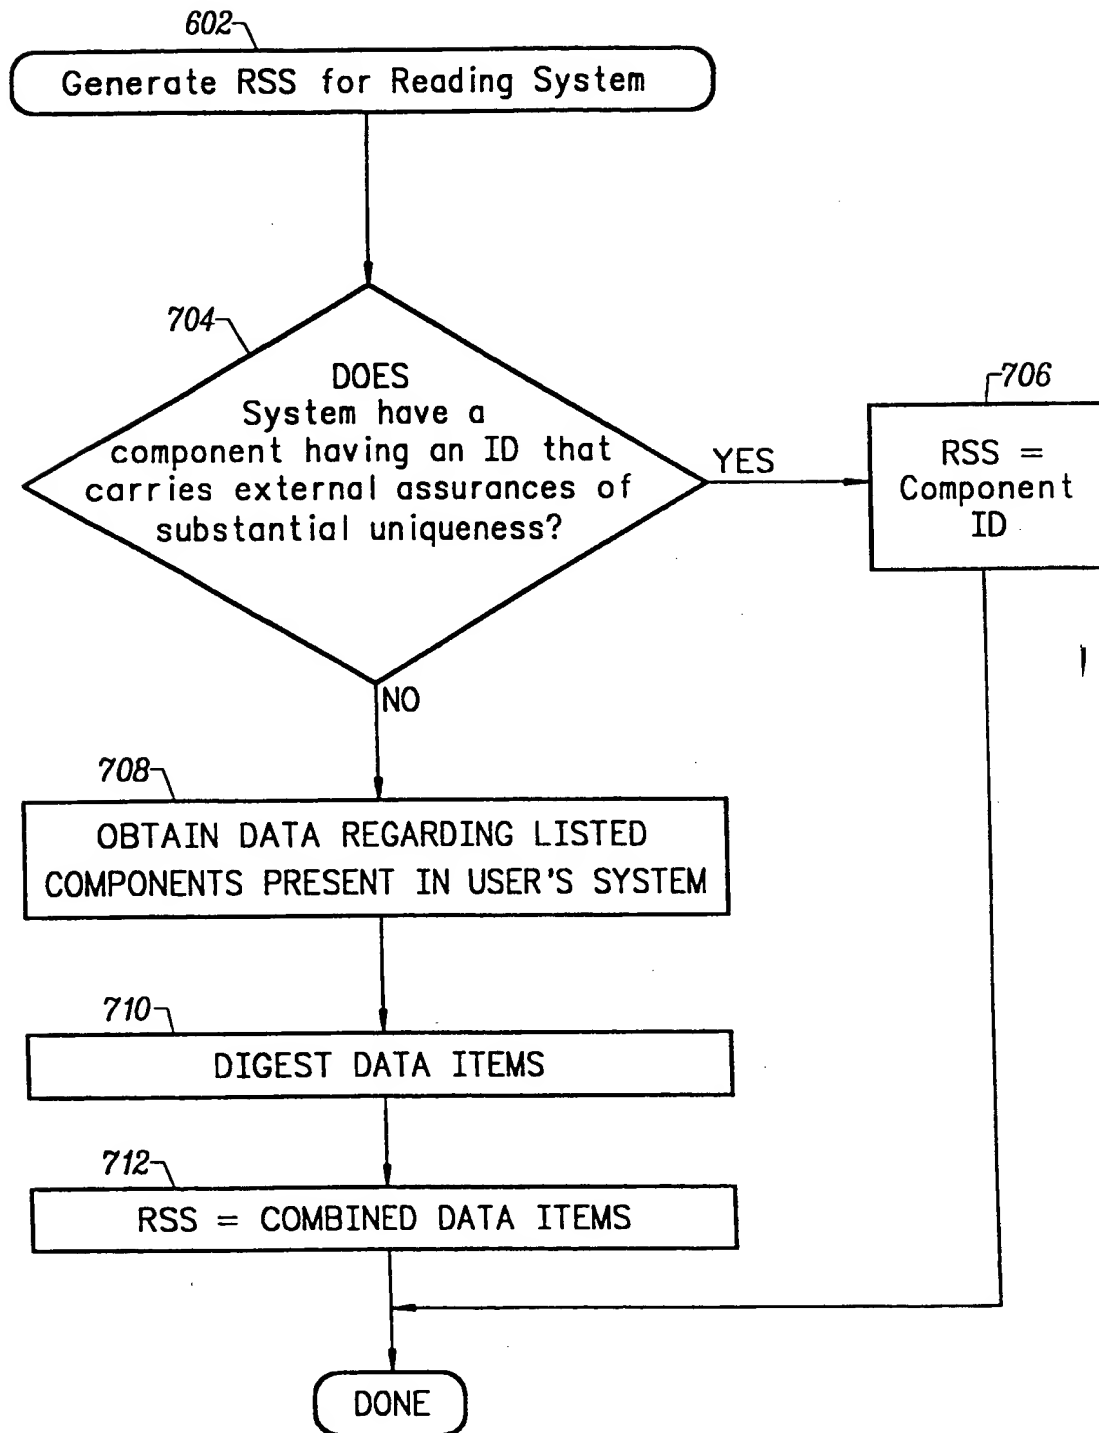 602
Generate RSS for Reading System
704
DOES
System have a
component having an ID that
carries external assurances of
substantial uniqueness?
YES
706
RSS =
Component
ID
NO
708
OBTAIN DATA REGARDING LISTED
COMPONENTS PRESENT IN USER'S SYSTEM
710
DIGEST DATA ITEMS
712
RSS = COMBINED DATA ITEMS
DONE